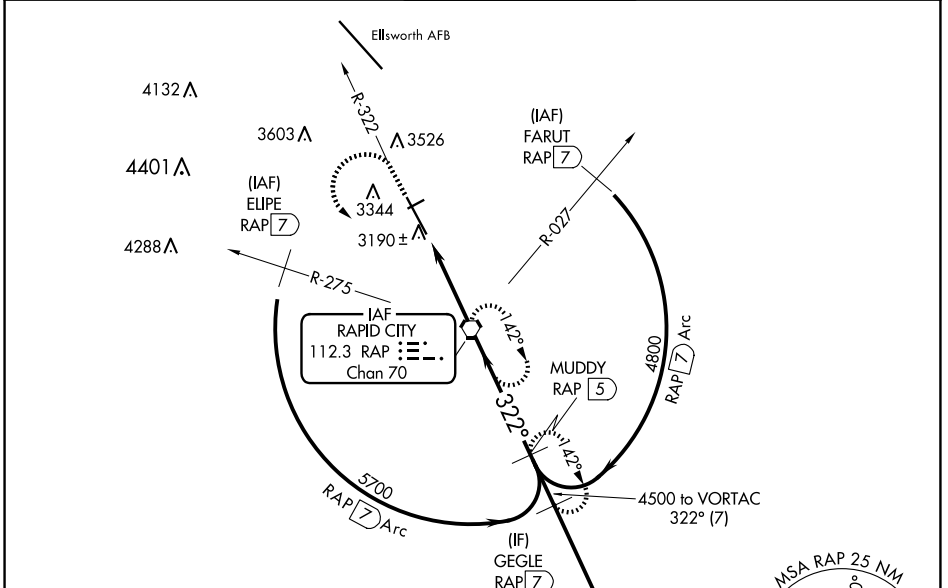 Ellsworth AFB
4132
R-322
3603
3526
(IAF)
FARUT
RAP 7
4401
(IAF)
ELIPE
RAP 7
3344
3190 ±
4288
R-027
R-275
IAF
RAPID CITY
112.3 RAP
Chan 70
142°
MUDDY
RAP 5
4800
RAP 7 Arc
322°
142°
5700
RAP 7 Arc
4500 to VORTAC
322° (7)
(IF)
GEGLE
RAP 7
MSA RAP 25 NM